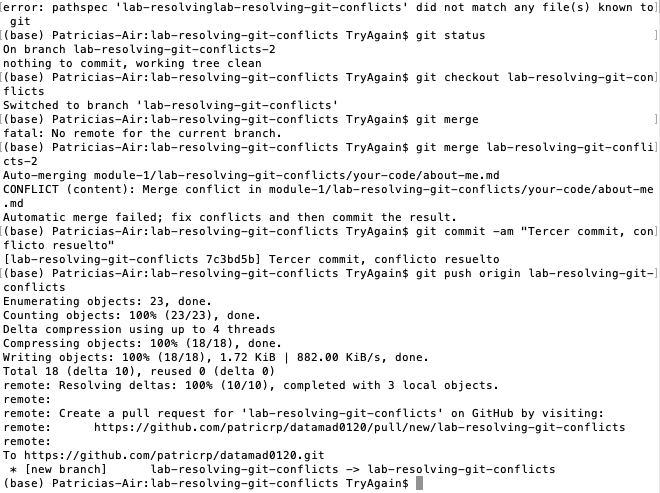 [error: pathspec 'lab-resolvinglab-resolving-git-conflicts' did not match any file(s) known to]
 git
[(base) Patricias-Air:lab-resolving-git-conflicts TryAgain$ git status ]
On branch lab-resolving-git-conflicts-2
nothing to commit, working tree clean
[(base) Patricias-Air:lab-resolving-git-conflicts TryAgain$ git checkout lab-resolving-git-con]
flicts
Switched to branch 'lab-resolving-git-conflicts'
[(base) Patricias-Air:lab-resolving-git-conflicts TryAgain$ git merge ]
fatal: No remote for the current branch.
[(base) Patricias-Air:lab-resolving-git-conflicts TryAgain$ git merge lab-resolving-git-confli]
cts-2
Auto-merging module-1/lab-resolving-git-conflicts/your-code/about-me.md
CONFLICT (content): Merge conflict in module-1/lab-resolving-git-conflicts/your-code/about-me
.md
Automatic merge failed; fix conflicts and then commit the result.
[(base) Patricias-Air:lab-resolving-git-conflicts TryAgain$ git commit -am "Tercer commit, con]
flicto resuelto"
[lab-resolving-git-conflicts 7c3bd5b] Tercer commit, conflicto resuelto
[(base) Patricias-Air:lab-resolving-git-conflicts TryAgain$ git push origin lab-resolving-git-]
conflicts
Enumerating objects: 23, done.
Counting objects: 100% (23/23), done.
Delta compression using up to 4 threads
Compressing objects: 100% (18/18), done.
Writing objects: 100% (18/18), 1.72 KiB | 882.00 KiB/s, done.
Total 18 (delta 10), reused 0 (delta 0)
remote: Resolving deltas: 100% (10/10), completed with 3 local objects.
remote:
remote: Create a pull request for 'lab-resolving-git-conflicts' on GitHub by visiting:
remote:      https://github.com/patricrp/datamad0120/pull/new/lab-resolving-git-conflicts
remote:
To https://github.com/patricrp/datamad0120.git
 * [new branch]      lab-resolving-git-conflicts -> lab-resolving-git-conflicts
(base) Patricias-Air:lab-resolving-git-conflicts TryAgain$